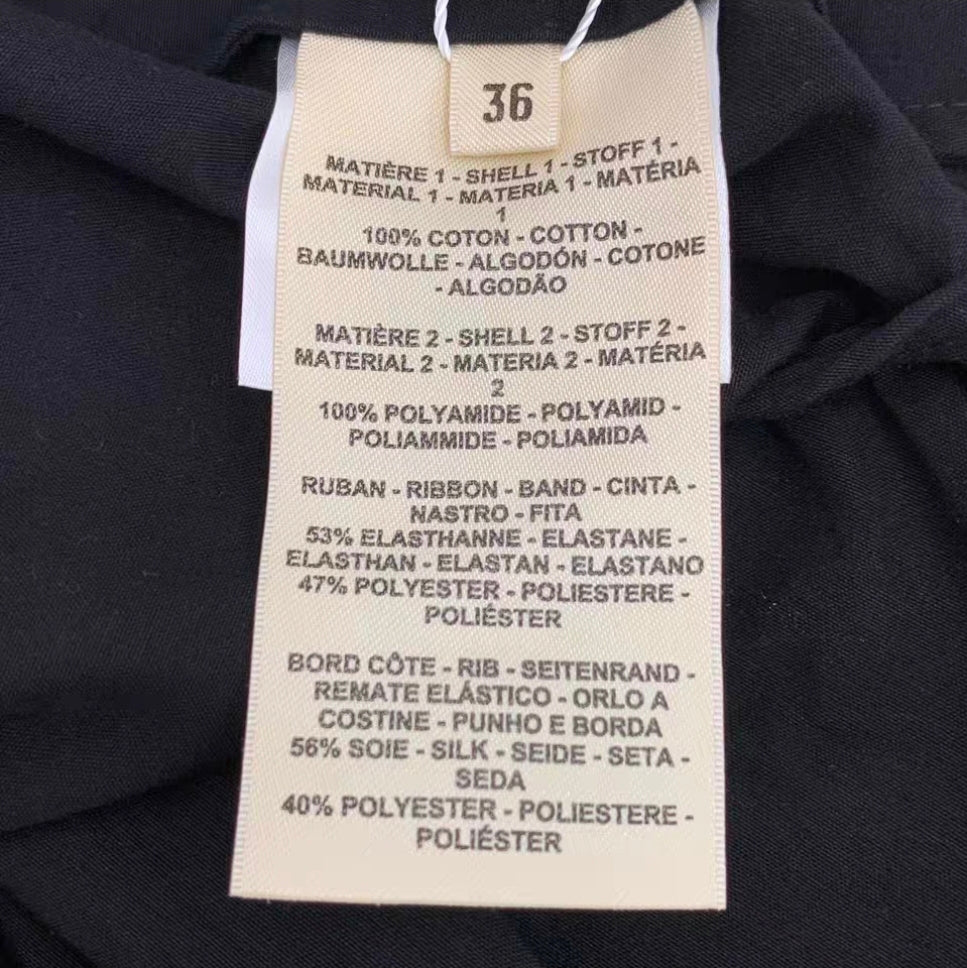 36
MATIÈRE 1 - SHELL 1 - STOFF 1 -
MATERIAL 1 - MATERIA 1 - MATÉRIA
1
100% COTON - COTTON -
BAUMWOLLE - ALGODÓN - COTONE
- ALGODÃO
MATIÈRE 2 - SHELL 2 - STOFF 2 -
MATERIAL 2 - MATERIA 2 - MATÉRIA
2
100% POLYAMIDE - POLYAMID -
POLIAMMIDE - POLIAMIDA
RUBAN - RIBBON - BAND - CINTA -
NASTRO - FITA
53% ELASTHANNE - ELASTANE -
ELASTHAN - ELASTAN - ELASTANO
47% POLYESTER - POLIESTERE -
POLIÉSTER
BORD CÔTE - RIB - SEITENRAND -
REMATE ELÁSTICO - ORLO A
COSTINE - PUNHO E BORDA
56% SOIE - SILK - SEIDE - SETA -
SEDA
40% POLYESTER - POLIESTERE -
POLIÉSTER